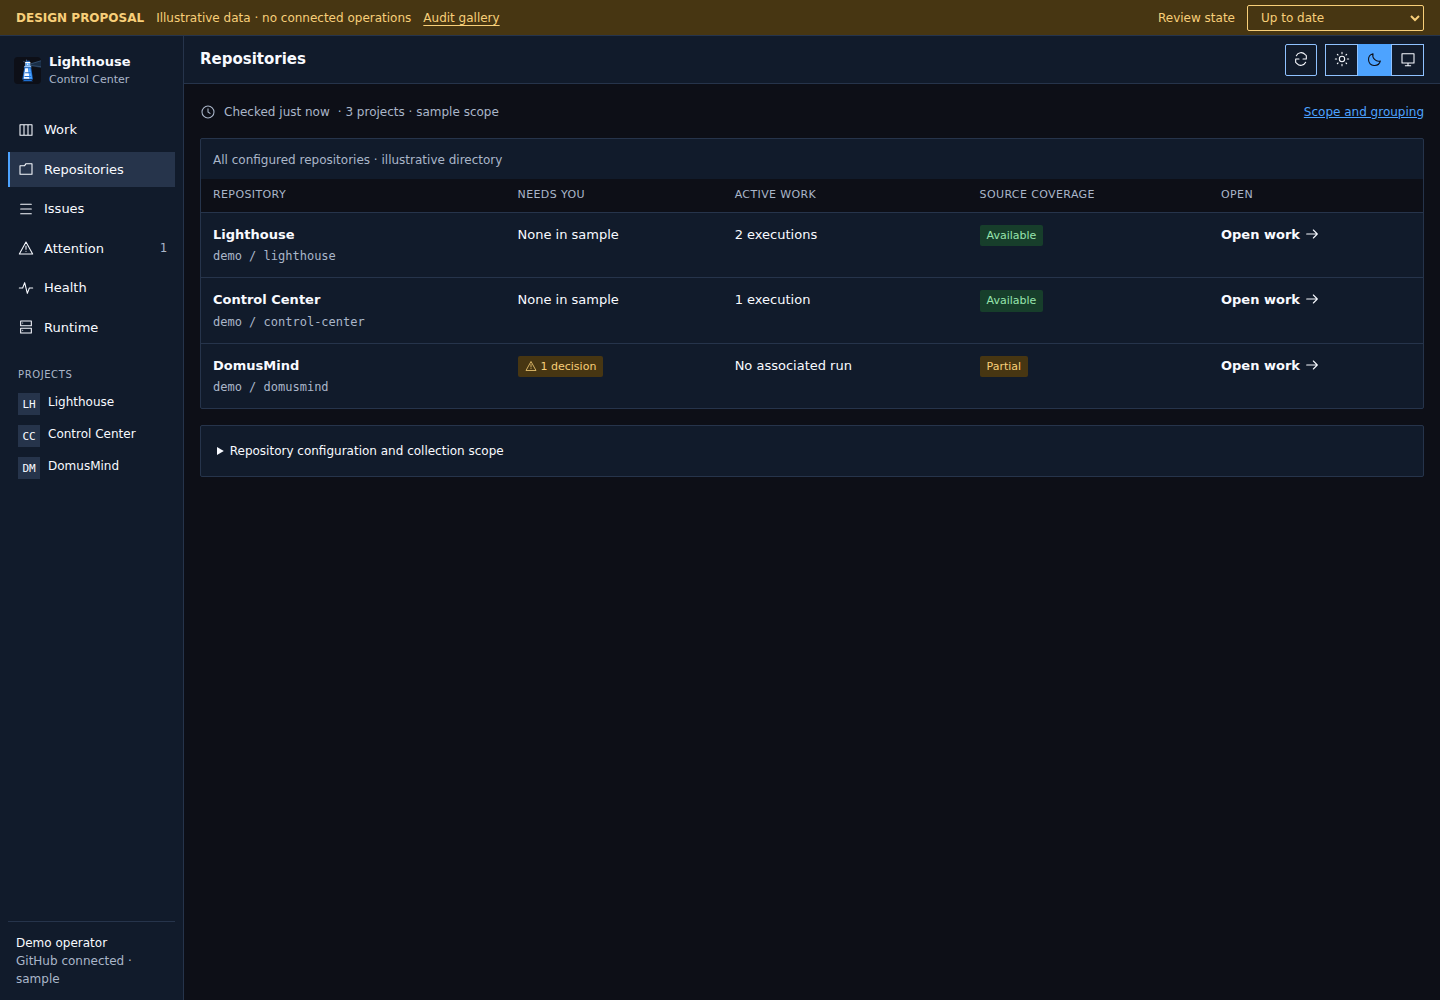 DESIGN PROPOSAL Illustrative data · no connected operations Audit gallery Review state Up to date
Lighthouse
Control Center
Work
Repositories
Issues
Attention 1
Health
Runtime
PROJECTS
LH Lighthouse
CC Control Center
DM DomusMind
Demo operator
GitHub connected ·
sample
Repositories
Checked just now · 3 projects · sample scope Scope and grouping
All configured repositories · illustrative directory
REPOSITORY NEEDS YOU ACTIVE WORK SOURCE COVERAGE OPEN
Lighthouse None in sample 2 executions Available Open work →
demo / lighthouse
Control Center None in sample 1 execution Available Open work →
demo / control-center
DomusMind 1 decision No associated run Partial Open work →
demo / domusmind
Repository configuration and collection scope